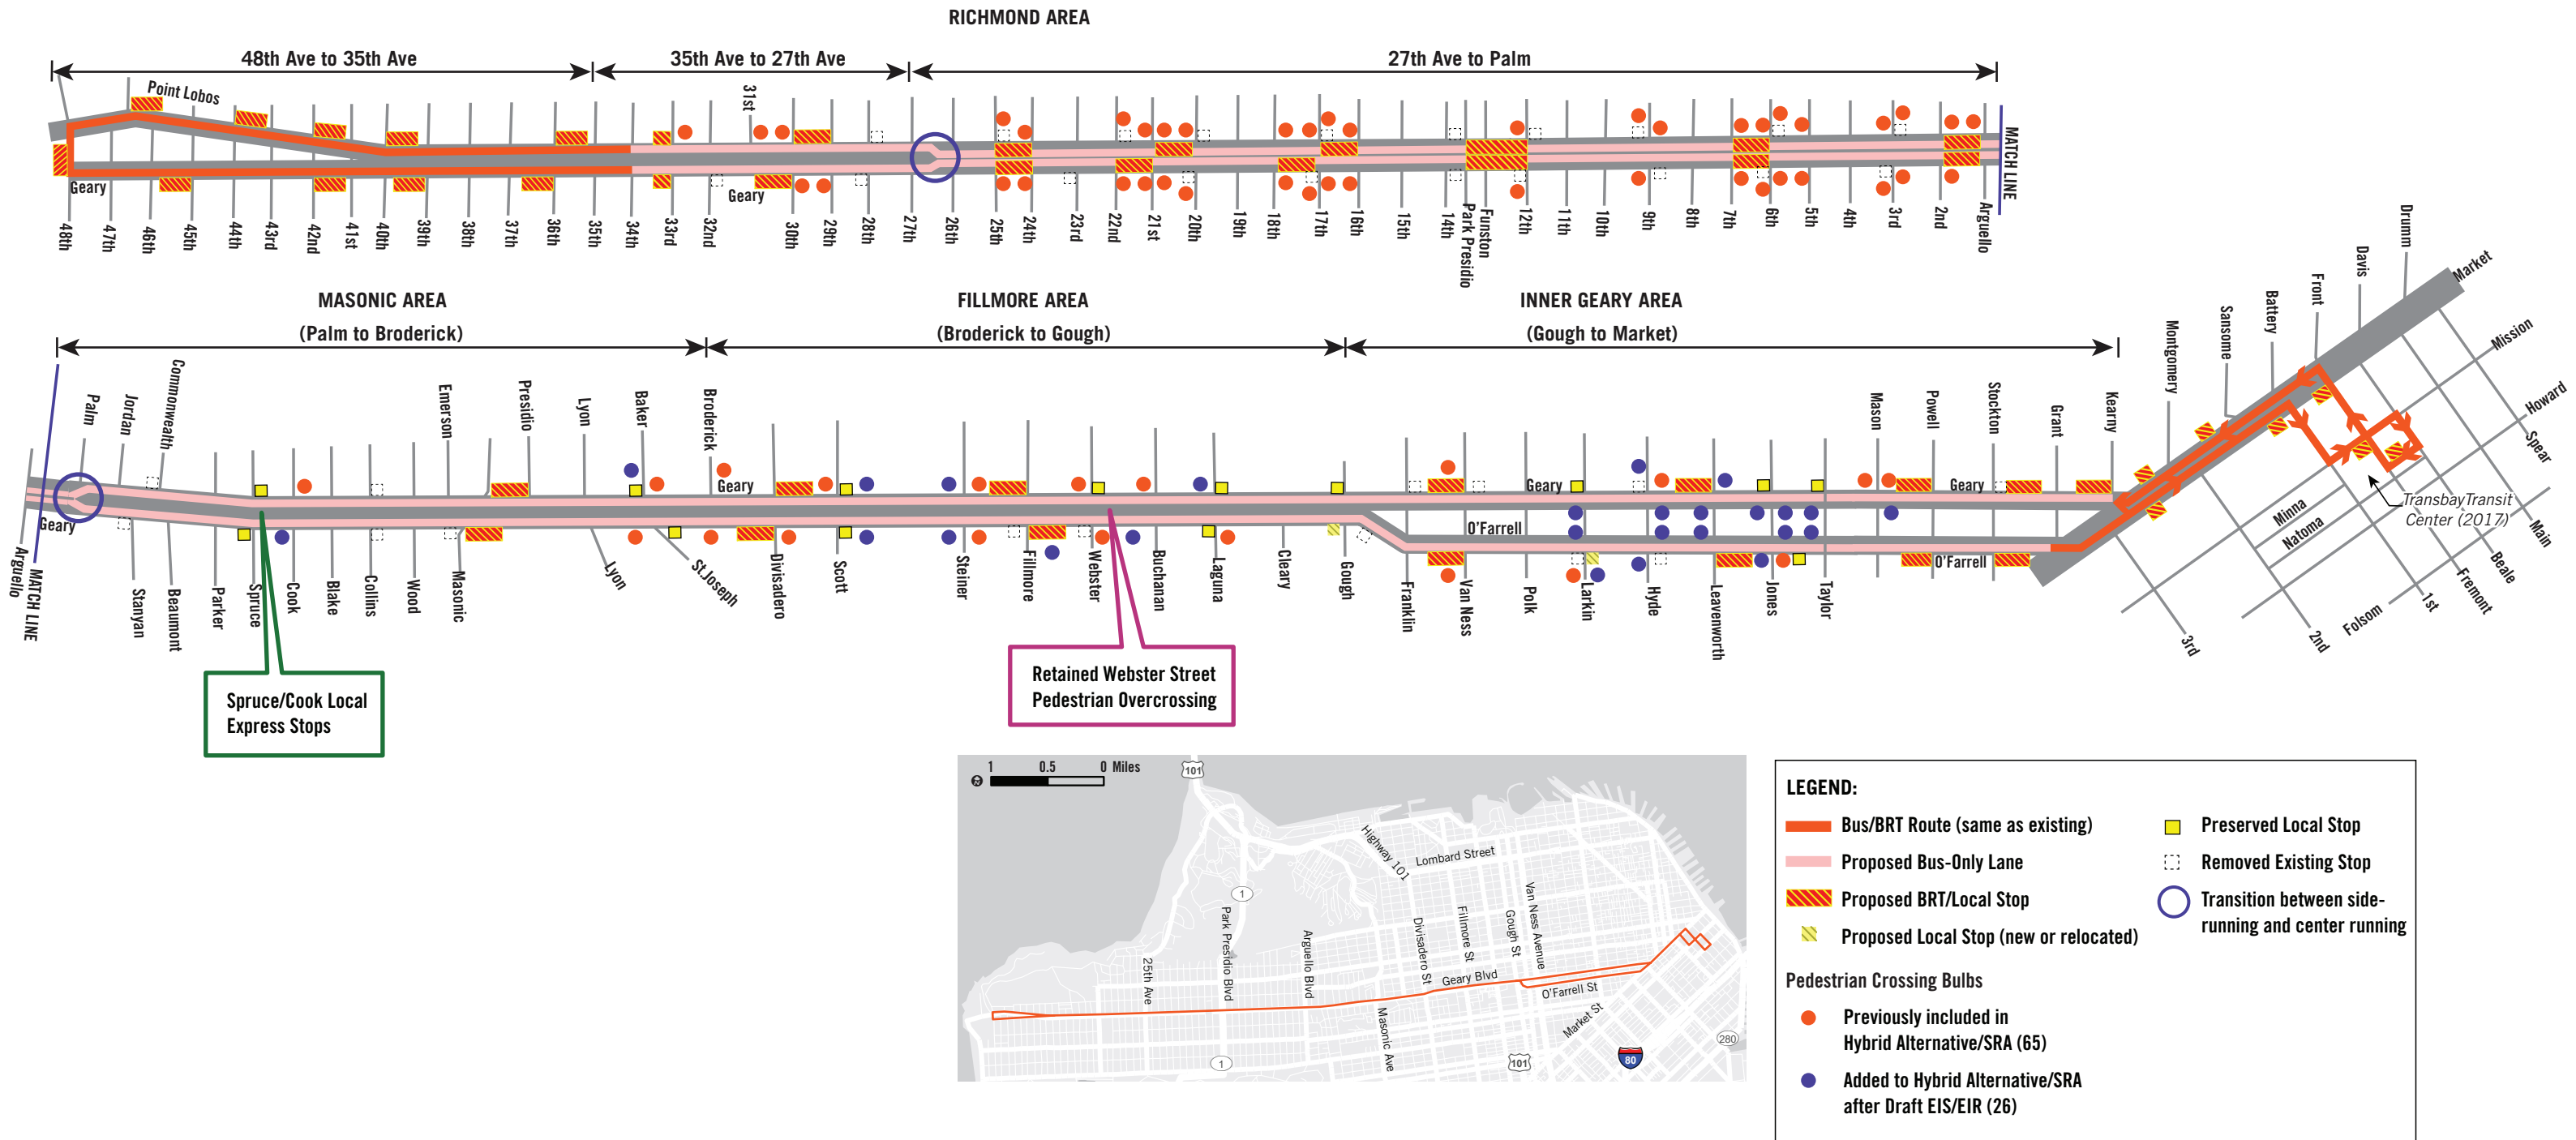 RICHMOND AREA
48th Ave to 35th Ave
35th Ave to 27th Ave
27th Ave to Palm
Point Lobos
31st
Geary
Geary
MATCH LINE
48th
47th
46th
45th
44th
43rd
42nd
41st
40th
39th
38th
37th
36th
35th
34th
33rd
32nd
30th
29th
28th
27th
26th
25th
24th
23rd
22nd
21st
20th
19th
18th
17th
16th
15th
14th
Park Presidio
Funston
12th
11th
10th
9th
8th
7th
6th
5th
4th
3rd
2nd
Arguello
MASONIC AREA
(Palm to Broderick)
FILLMORE AREA
(Broderick to Gough)
INNER GEARY AREA
(Gough to Market)
Palm
Jordan
Commonwealth
Emerson
Presidio
Lyon
Baker
Broderick
Geary
Geary
Mason
Powell
Stockton
Grant
Kearny
Montgomery
Sansome
Battery
Front
Davis
Drumm
Market
Mission
Howard
Spear
Main
Beale
Fremont
1st
Folsom
2nd
3rd
Minna
Natoma
TransbayTransit
Center (2017)
Geary
Geary
O'Farrell
O'Farrell
Arguello
MATCH LINE
Stanyan
Beaumont
Parker
Spruce
Cook
Blake
Collins
Wood
Masonic
Lyon
St.Joseph
Divisadero
Scott
Steiner
Fillmore
Webster
Buchanan
Laguna
Cleary
Gough
Franklin
Van Ness
Polk
Larkin
Hyde
Leavenworth
Jones
Taylor
Spruce/Cook Local
Express Stops
Retained Webster Street
Pedestrian Overcrossing
1 0.5 0 Miles
101
Highway 101
Lombard Street
1
Park Presidio Blvd
25th Ave
Arguello Blvd
Divisadero St
Fillmore St
Gough St
Van Ness Avenue
Geary Blvd
O'Farrell St
Market St
Masonic Ave
1
101
80
280
LEGEND:
Bus/BRT Route (same as existing)
Proposed Bus-Only Lane
Proposed BRT/Local Stop
Proposed Local Stop (new or relocated)
Preserved Local Stop
Removed Existing Stop
Transition between side-
running and center running
Pedestrian Crossing Bulbs
Previously included in
Hybrid Alternative/SRA (65)
Added to Hybrid Alternative/SRA
after Draft EIS/EIR (26)